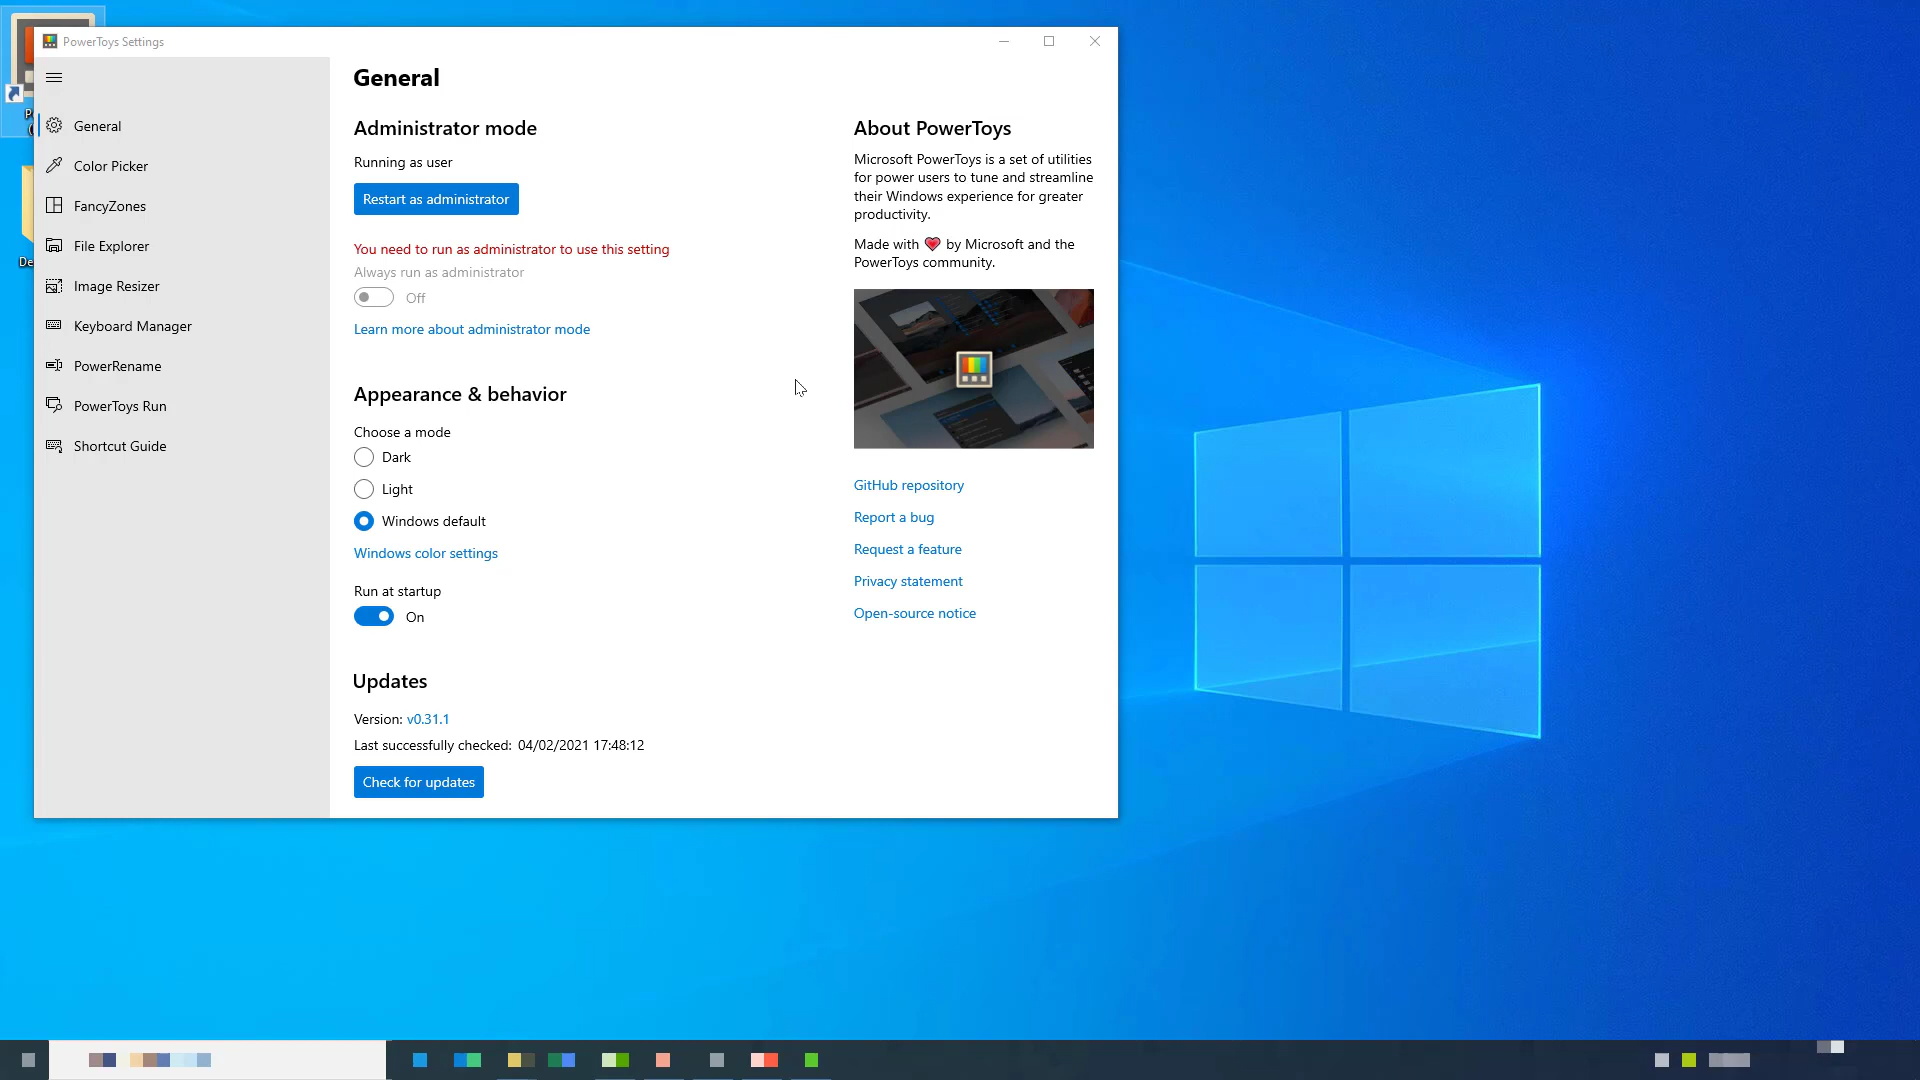 PowerToys Settings
General
Color Picker
FancyZones
File Explorer
Image Resizer
Keyboard Manager
PowerRename
PowerToys Run
Shortcut Guide
General
Administrator mode
Running as user
Restart as administrator
You need to run as administrator to use this setting
Always run as administrator
Off
Learn more about administrator mode
Appearance & behavior
Choose a mode
Dark
Light
Windows default
Windows color settings
Run at startup
On
Updates
Version: v0.31.1
Last successfully checked: 04/02/2021 17:48:12
Check for updates
About PowerToys
Microsoft PowerToys is a set of utilities
for power users to tune and streamline
their Windows experience for greater
productivity.
Made with ❤ by Microsoft and the
PowerToys community.
GitHub repository
Report a bug
Request a feature
Privacy statement
Open-source notice